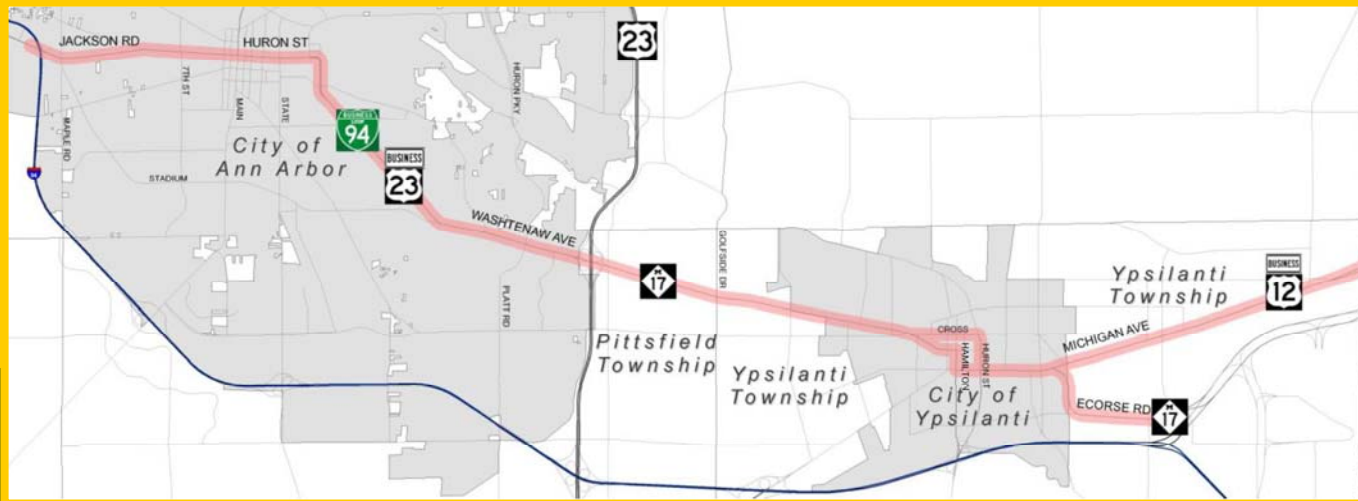 JACKSON RD
HURON ST
23
7TH ST
MAIN
STATE
HURON PKY
MAPLE RD
BUSINESS
LOOP
94
City of
Ann Arbor
BUSINESS
23
STADIUM
94
WASHTENAW AVE
GOLFSIDE DR
M
17
PLATT RD
Pittsfield
Township
Ypsilanti
Township
CROSS
HAMILTON
HURON ST
City of
Ypsilanti
Ypsilanti
Township
BUSINESS
12
MICHIGAN AVE
ECORSE RD
M
17